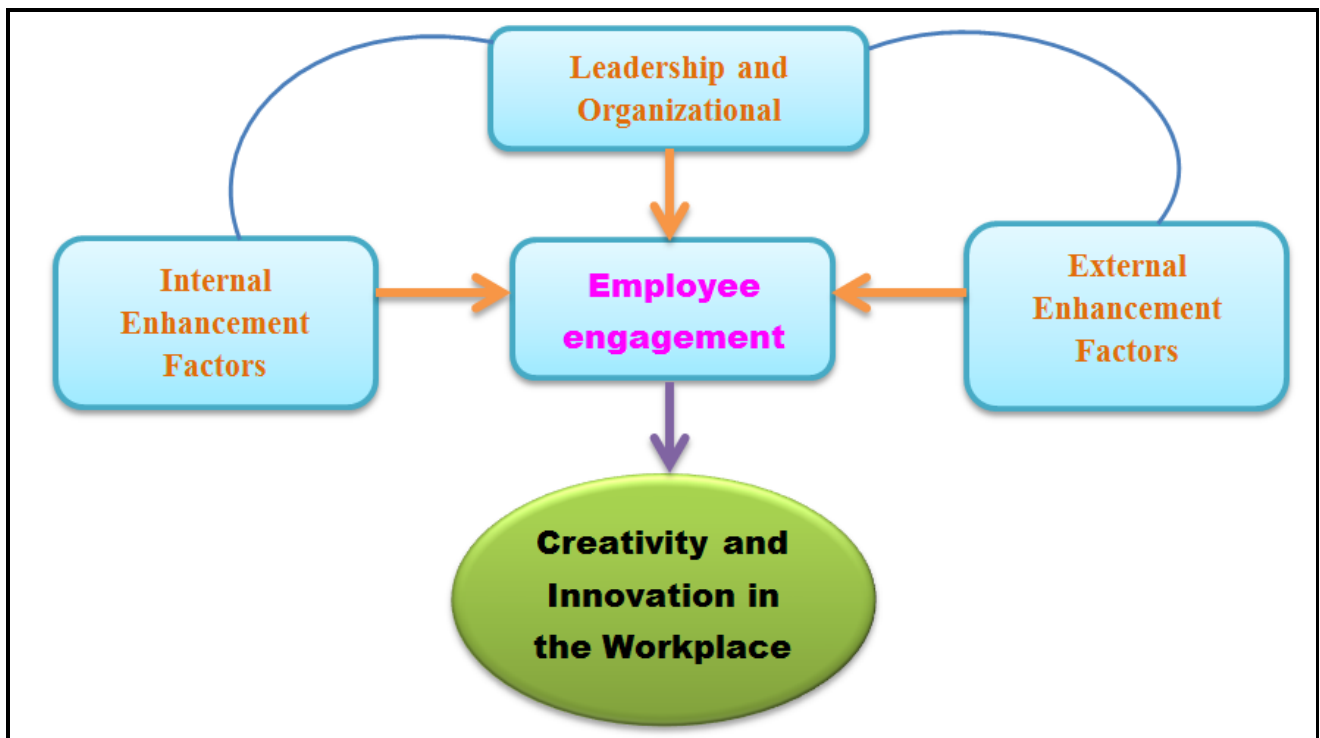 Leadership and
Organizational
Internal
Enhancement
Factors
Employee
engagement
External
Enhancement
Factors
Creativity and
Innovation in
the Workplace